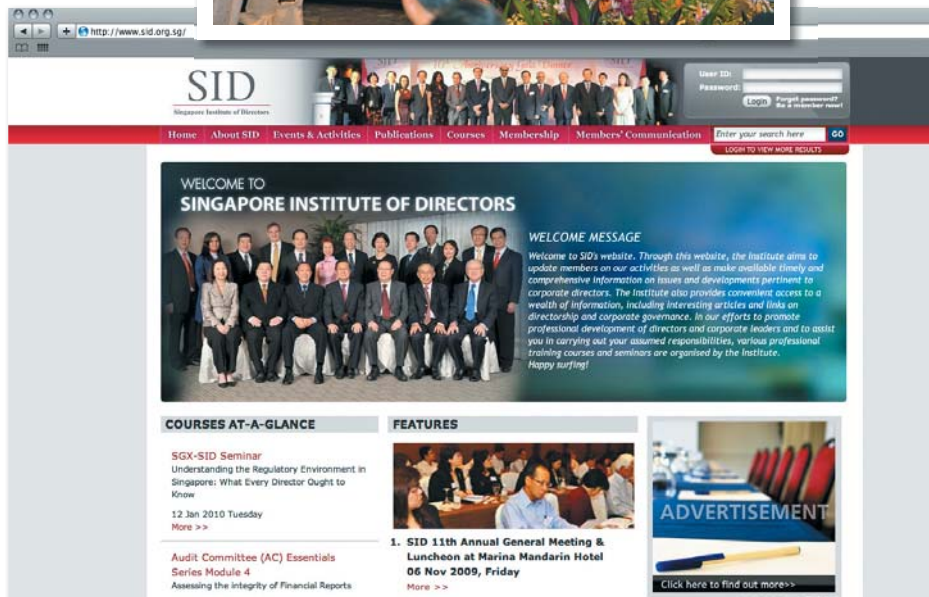 http://www.sid.org.sg/
SID
Singapore Institute of Directors
User ID:
Password:
Login
Forgot password?
Be a member now!
Home About SID Events & Activities Publications Courses Membership Members' Communication
Enter your search here GO
LOGIN TO VIEW MORE RESULTS
WELCOME TO
SINGAPORE INSTITUTE OF DIRECTORS
WELCOME MESSAGE
Welcome to SID's website. Through this website, the Institute aims to
update members on our activities as well as make available timely and
comprehensive information on issues and developments pertinent to
corporate directors. The Institute also provides convenient access to a
wealth of information, including interesting articles and links on
directorship and corporate governance. In our efforts to promote
professional development of directors and corporate leaders and to assist
you in carrying out your assumed responsibilities, various professional
training courses and seminars are organised by the Institute.
Happy surfing!
COURSES AT-A-GLANCE
SGX-SID Seminar
Understanding the Regulatory Environment in
Singapore: What Every Director Ought to
Know
12 Jan 2010 Tuesday
More >>
Audit Committee (AC) Essentials
Series Module 4
Assessing the integrity of Financial Reports
FEATURES
1. SID 11th Annual General Meeting &
Luncheon at Marina Mandarin Hotel
06 Nov 2009, Friday
More >>
ADVERTISEMENT
Click here to find out more>>